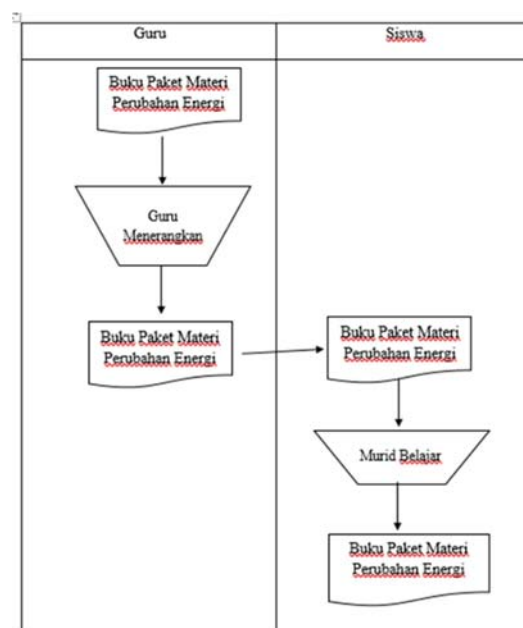 Guru
Siswa
Buku Paket Materi
Perubahan Energi
Guru
Menerangkan
Buku Paket Materi
Perubahan Energi
Buku Paket Materi
Perubahan Energi
Murid Belajar
Buku Paket Materi
Perubahan Energi